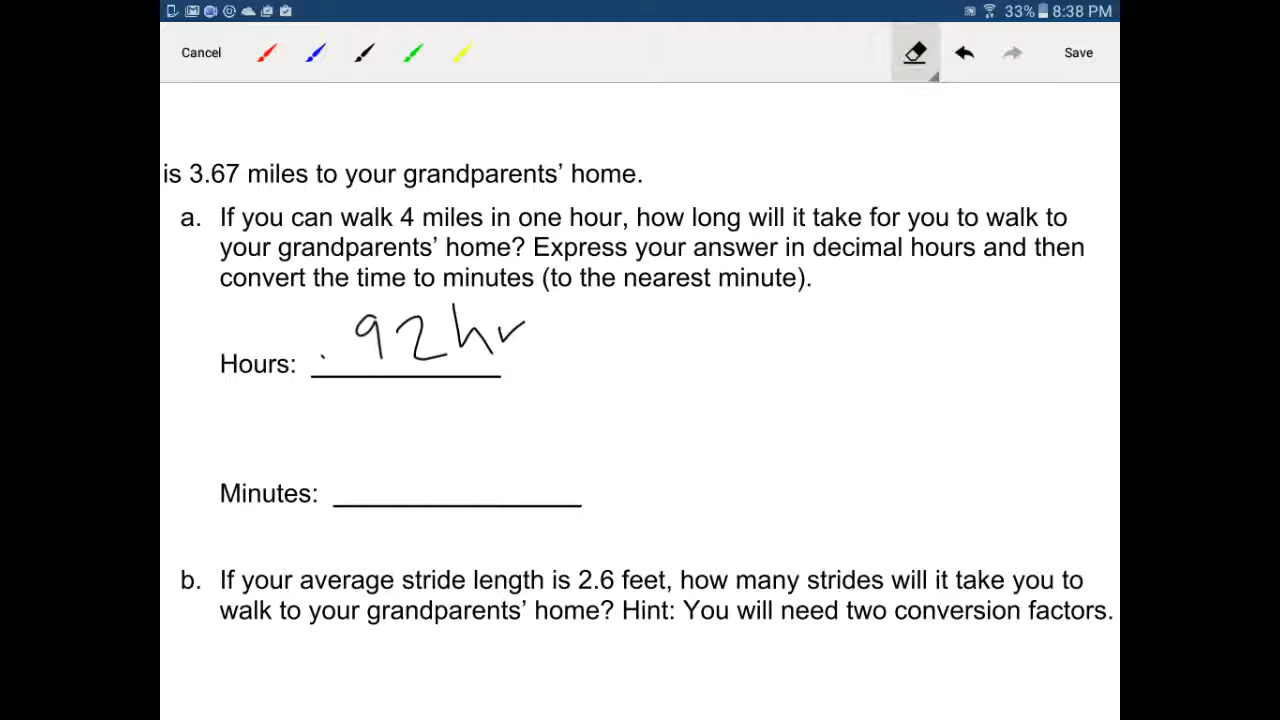 33% 8:38 PM
Cancel Save
is 3.67 miles to your grandparents’ home.
a. If you can walk 4 miles in one hour, how long will it take for you to walk to
your grandparents’ home? Express your answer in decimal hours and then
convert the time to minutes (to the nearest minute).
Hours: .92hr
Minutes:
b. If your average stride length is 2.6 feet, how many strides will it take you to
walk to your grandparents’ home? Hint: You will need two conversion factors.